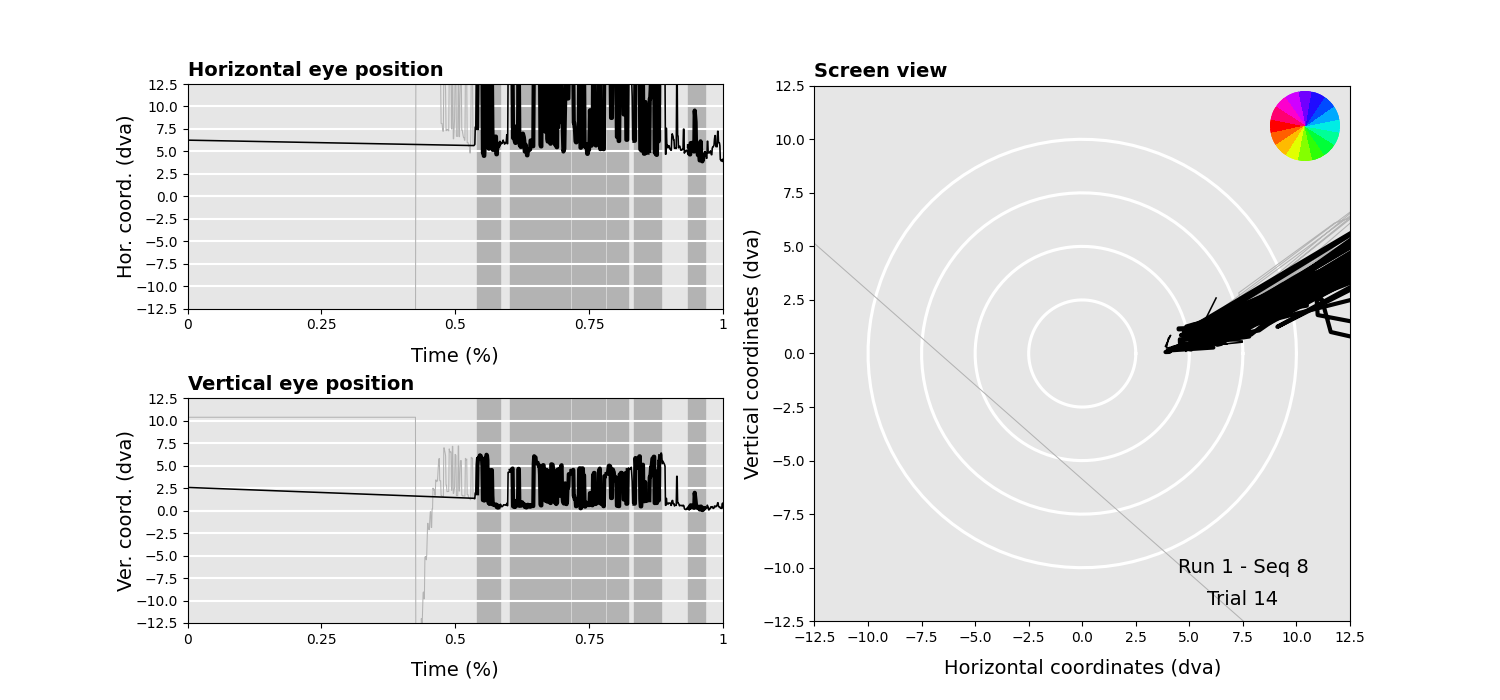 Horizontal eye position
12.5
10.0
7.5
5.0
2.5
0.0
−2.5
−5.0
−7.5
−10.0
−12.5
Hor. coord. (dva)
0 0.25 0.5 0.75 1
Time (%)
Vertical eye position
12.5
10.0
7.5
5.0
2.5
0.0
−2.5
−5.0
−7.5
−10.0
−12.5
Ver. coord. (dva)
0 0.25 0.5 0.75 1
Time (%)
Screen view
12.5
10.0
7.5
5.0
2.5
0.0
−2.5
−5.0
−7.5
−10.0
−12.5
Vertical coordinates (dva)
Run 1 - Seq 8
Trial 14
−12.5 −10.0 −7.5 −5.0 −2.5 0.0 2.5 5.0 7.5 10.0 12.5
Horizontal coordinates (dva)